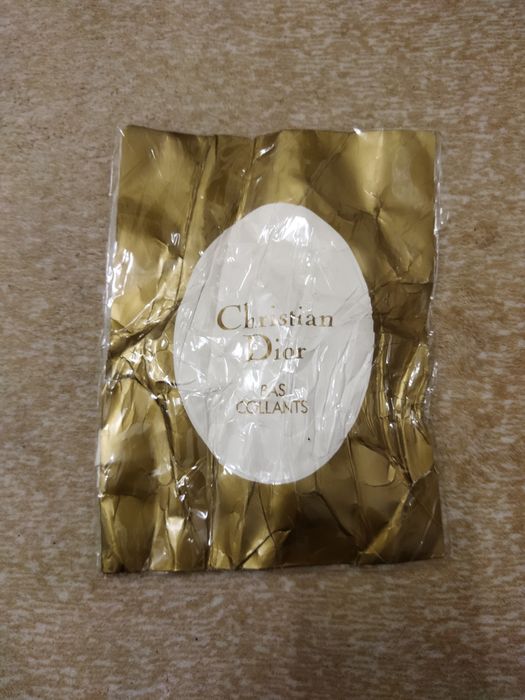 Christian
Dior
BAS
COLLANTS